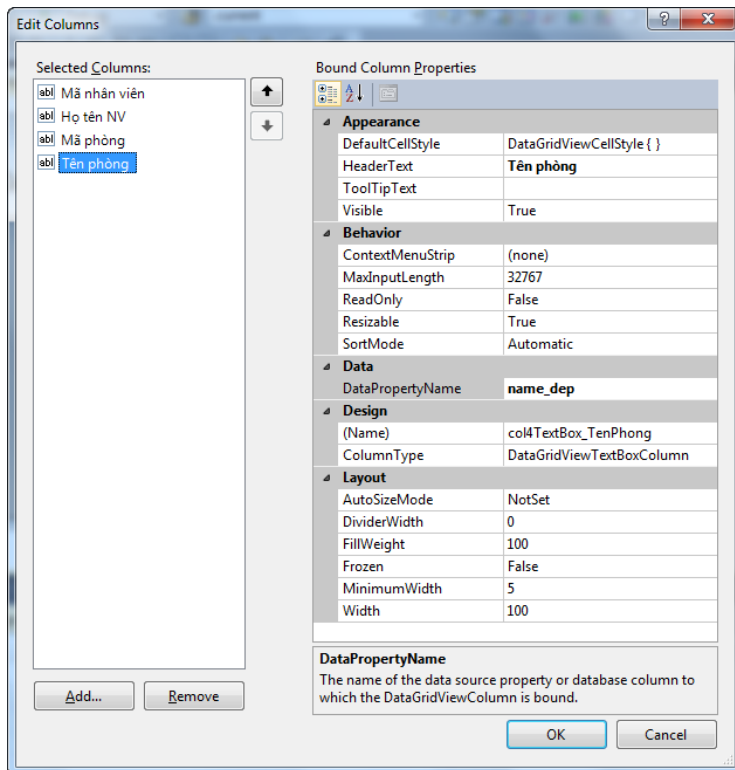 Edit Columns
?
X
Selected Columns:
Bound Column Properties
abl Mã nhân viên
abl Họ tên NV
abl Mã phòng
abl Tên phòng
A Z
Appearance
DefaultCellStyle DataGridViewCellStyle { }
HeaderText Tên phòng
ToolTipText
Visible True
Behavior
ContextMenuStrip (none)
MaxInputLength 32767
ReadOnly False
Resizable True
SortMode Automatic
Data
DataPropertyName name_dep
Design
(Name) col4TextBox_TenPhong
ColumnType DataGridViewTextBoxColumn
Layout
AutoSizeMode NotSet
DividerWidth 0
FillWeight 100
Frozen False
MinimumWidth 5
Width 100
DataPropertyName
The name of the data source property or database column to
which the DataGridViewColumn is bound.
Add... Remove
OK Cancel